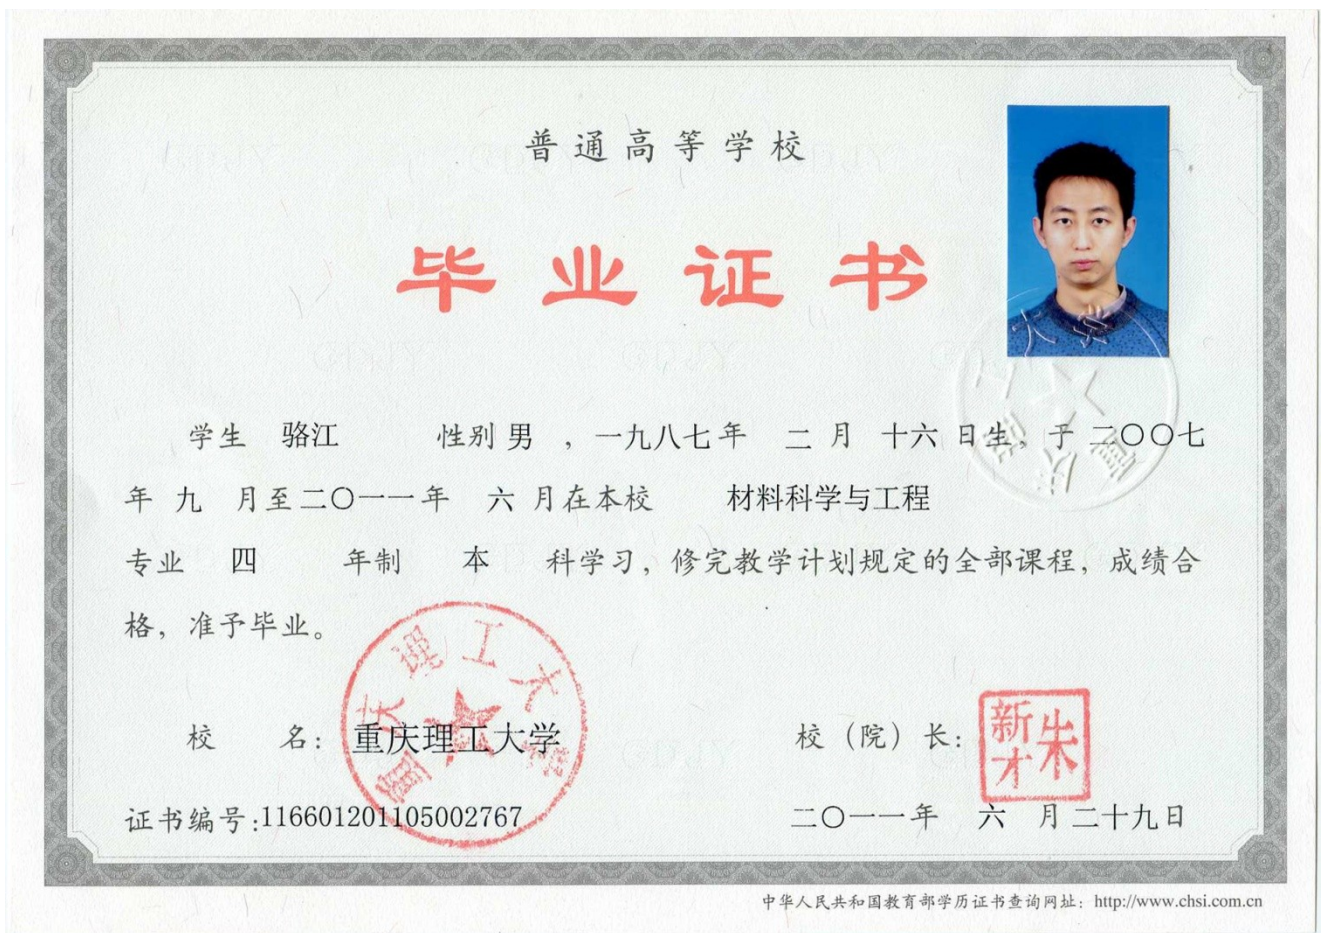 普通高等学校
毕业证书
学生 骆江 性别 男 ，一九八七年 二 月 十六 日生，于 二〇〇七
年 九 月至二〇一一年 六 月在本校 材料科学与工程
专业 四 年制 本 科学习，修完教学计划规定的全部课程，成绩合
格，准予毕业。
重庆理工大学
校 名：重庆理工大学
校（院）长：
朱新才
证书编号:116601201105002767
二〇一一年 六 月二十九日
中华人民共和国教育部学历证书查询网址：http://www.chsi.com.cn